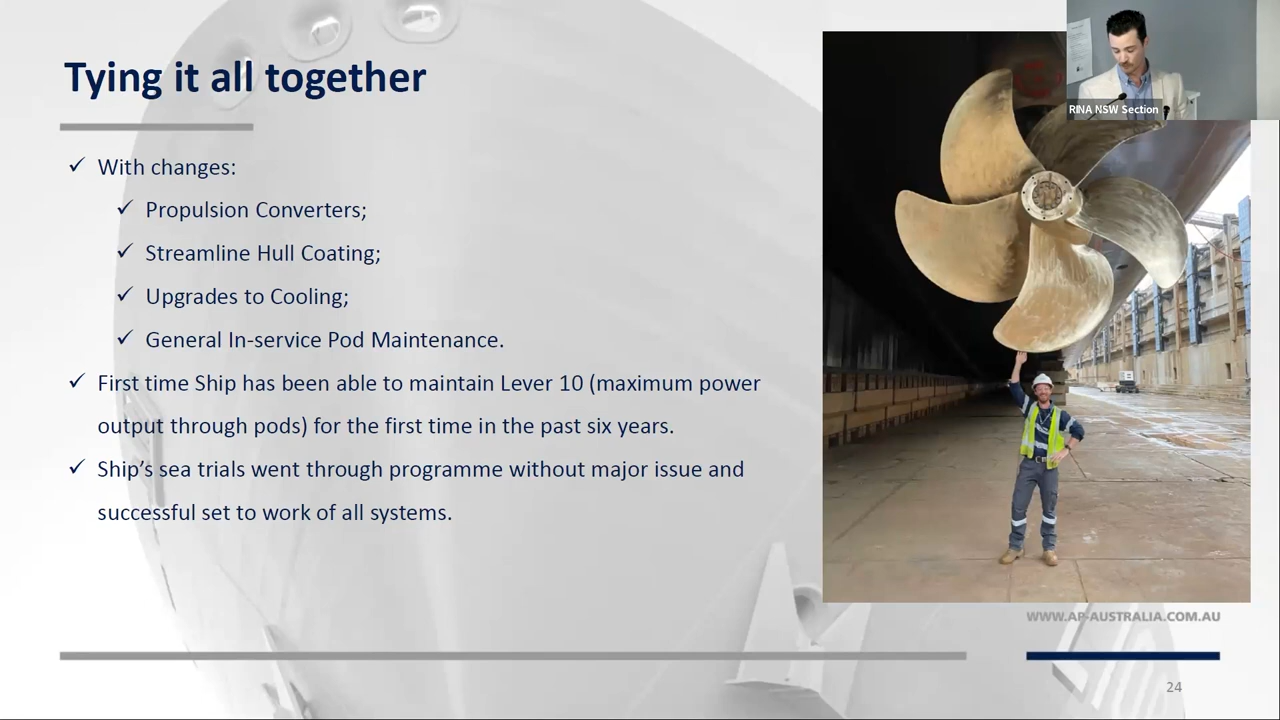 Tying it all together
With changes:
Propulsion Converters;
Streamline Hull Coating;
Upgrades to Cooling;
General In-service Pod Maintenance.
First time Ship has been able to maintain Lever 10 (maximum power
output through pods) for the first time in the past six years.
Ship's sea trials went through programme without major issue and
successful set to work of all systems.
RINA NSW Section
WWW.AP-AUSTRALIA.COM.AU
24